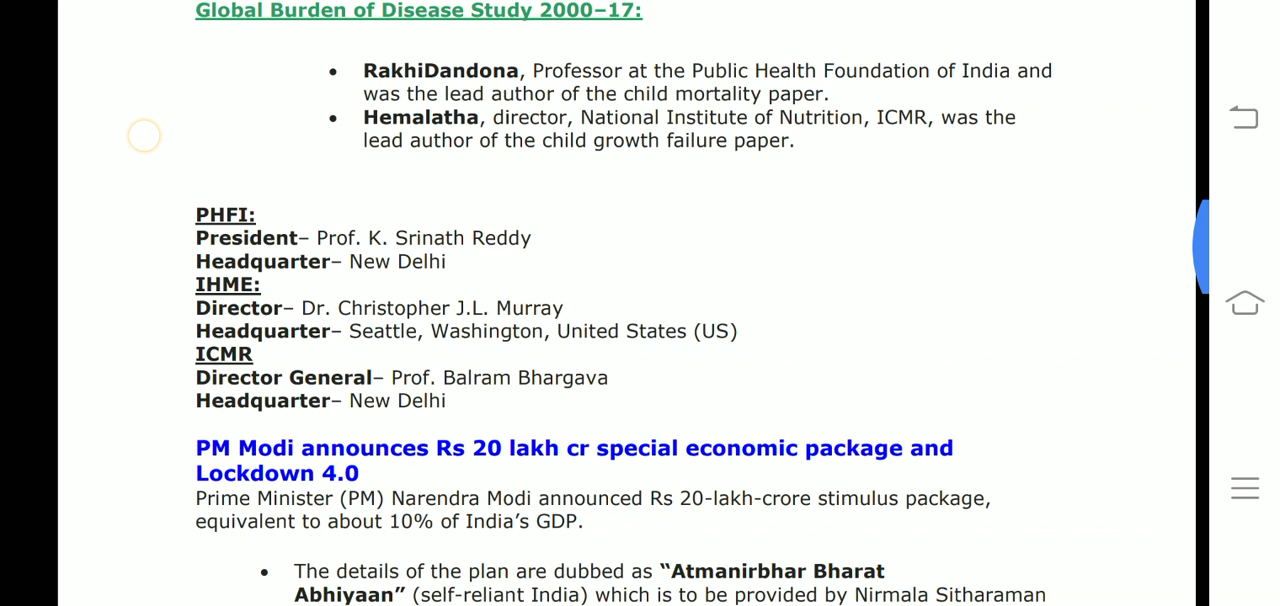 Global Burden of Disease Study 2000–17:
• RakhiDandona, Professor at the Public Health Foundation of India and
was the lead author of the child mortality paper.
• Hemalatha, director, National Institute of Nutrition, ICMR, was the
lead author of the child growth failure paper.
PHFI:
President– Prof. K. Srinath Reddy
Headquarter– New Delhi
IHME:
Director– Dr. Christopher J.L. Murray
Headquarter– Seattle, Washington, United States (US)
ICMR
Director General– Prof. Balram Bhargava
Headquarter– New Delhi
PM Modi announces Rs 20 lakh cr special economic package and
Lockdown 4.0
Prime Minister (PM) Narendra Modi announced Rs 20-lakh-crore stimulus package,
equivalent to about 10% of India’s GDP.
• The details of the plan are dubbed as “Atmanirbhar Bharat
Abhiyaan” (self-reliant India) which is to be provided by Nirmala Sitharaman